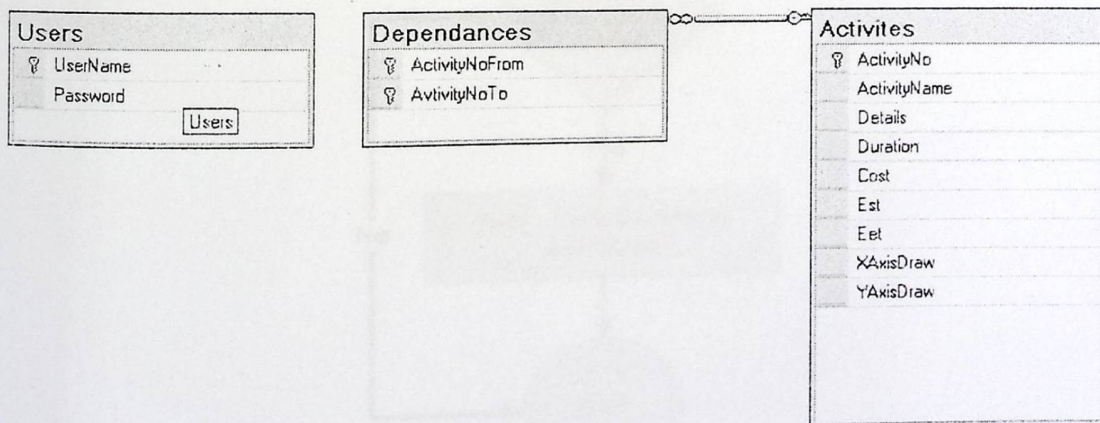 Users
UserName
Password
Users
Dependances
ActivityNoFrom
AvtivityNoTo
Activites
ActivityNo
ActivityName
Details
Duration
Cost
Est
Eet
XAxisDraw
YAxisDraw